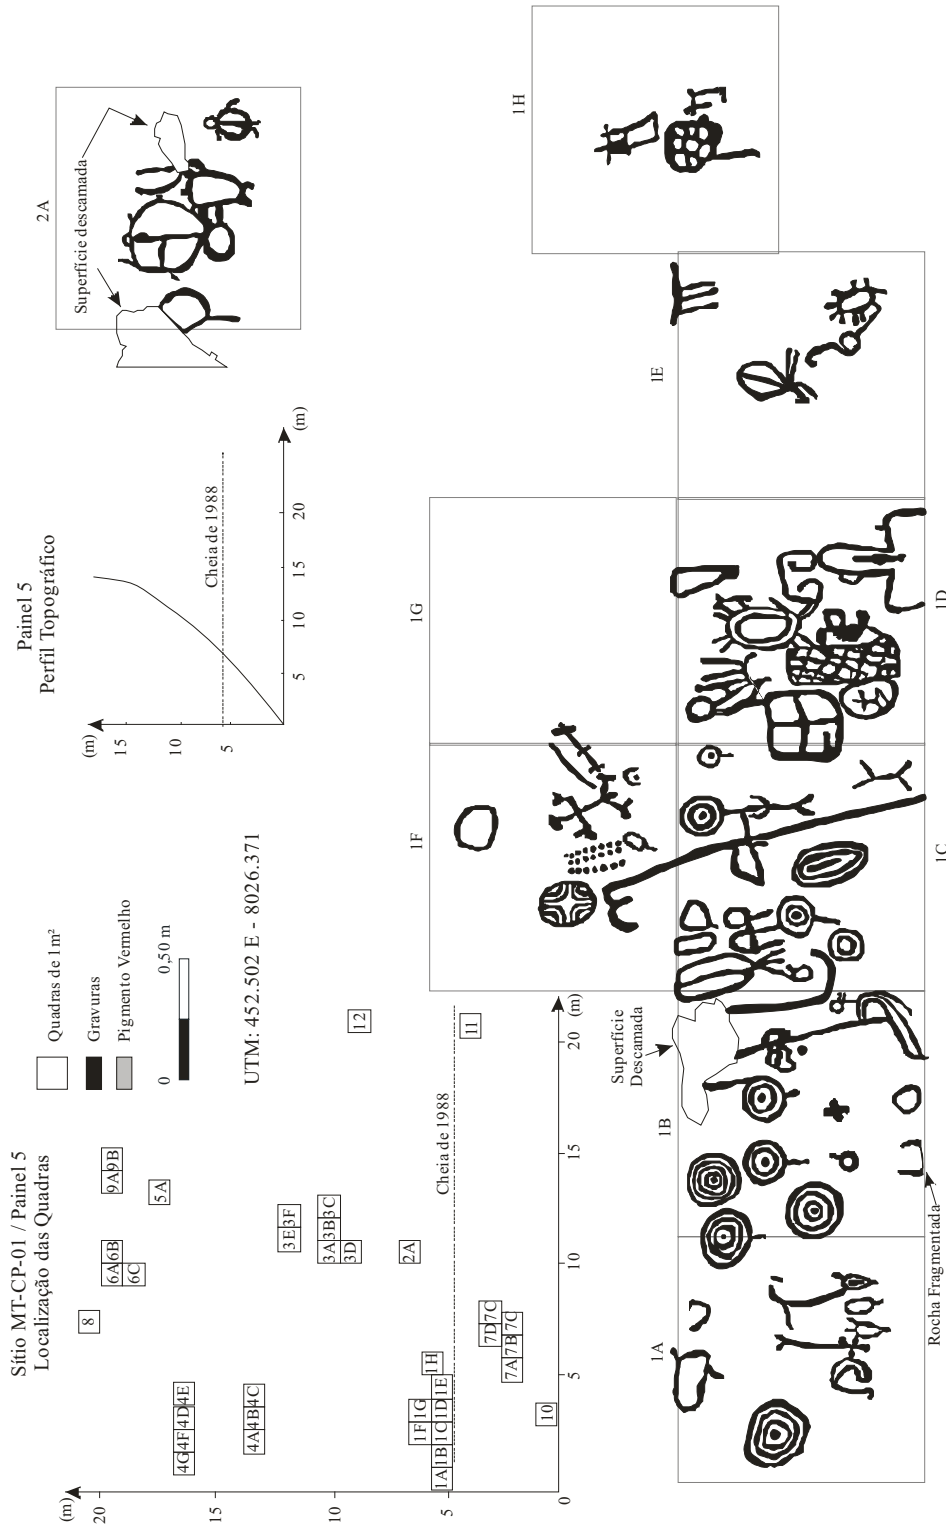 Sítio MT-CP-01 / Painel 5
Localização das Quadras
(m)
20
15
10
5
0
5
10
15
20
(m)
8
6A 6B
6C
9A 9B
5A
4G 4F 4D 4E
4A 4B 4C
3E 3F
3A 3B 3C
3D
2A
12
11
Cheia de 1988
1F 1G
1H
1A 1B 1C 1D 1E
7D 7C
7A 7B 7C
10
Quadras de 1m²
Gravuras
Pigmento Vermelho
0
0,50 m
UTM: 452.502 E - 8026.371
Painel 5
Perfil Topográfico
(m)
15
10
5
5
10
15
20
(m)
Cheia de 1988
2A
Superfície descamada
1F
1G
1H
1A
1B
Superfície
Descamada
1E
1C
1D
Rocha Fragmentada